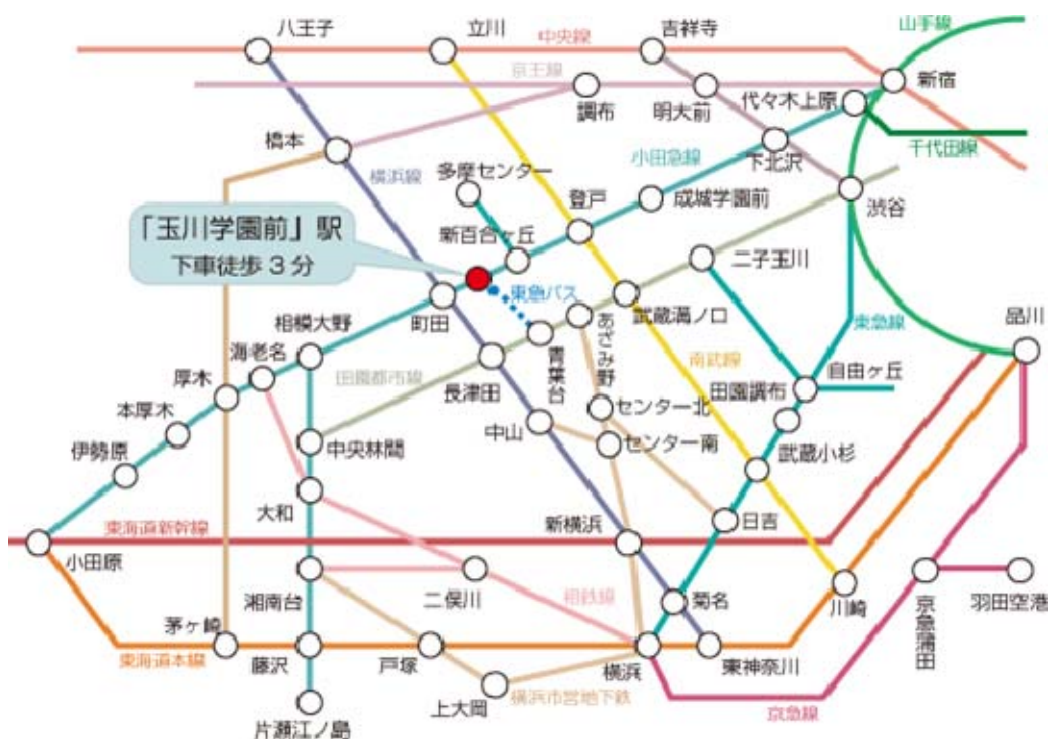 八王子
立川
吉祥寺
中央線
山手線
京王線
新宿
調布
明大前
代々木上原
千代田線
橋本
横浜線
小田急線
下北沢
多摩センター
登戸
成城学園前
渋谷
「玉川学園前」駅
下車徒歩3分
新百合ヶ丘
二子玉川
東急バス
町田
武蔵溝ノ口
東急線
品川
相模大野
海老名
あざみ野
青葉台
南武線
自由ヶ丘
厚木
田園都市線
長津田
田園調布
本厚木
センター北
伊勢原
中央林間
中山
センター南
武蔵小杉
大和
東海道新幹線
新横浜
日吉
小田原
湘南台
二俣川
相鉄線
菊名
川崎
京急蒲田
羽田空港
茅ヶ崎
東海道本線
藤沢
戸塚
横浜
東神奈川
上大岡
横浜市営地下鉄
京急線
片瀬江ノ島